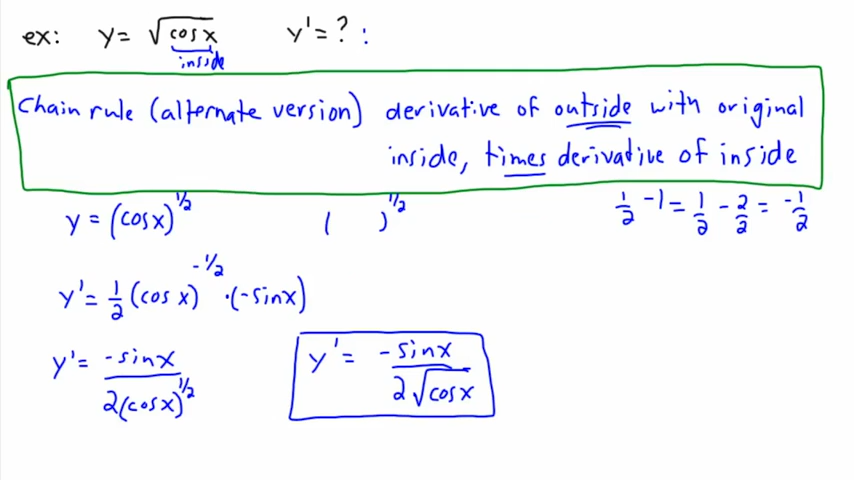 ex: y = √cos x y' = ? :
inside
Chain rule (alternate version) derivative of outside with original
inside, times derivative of inside
y = (cos x)^1/2 ( )^1/2 1/2 - 1 = 1/2 - 2/2 = -1/2
y' = 1/2 (cos x)^-1/2 · (-sin x)
y' = -sin x / 2(cos x)^1/2 y' = -sin x / 2√cos x